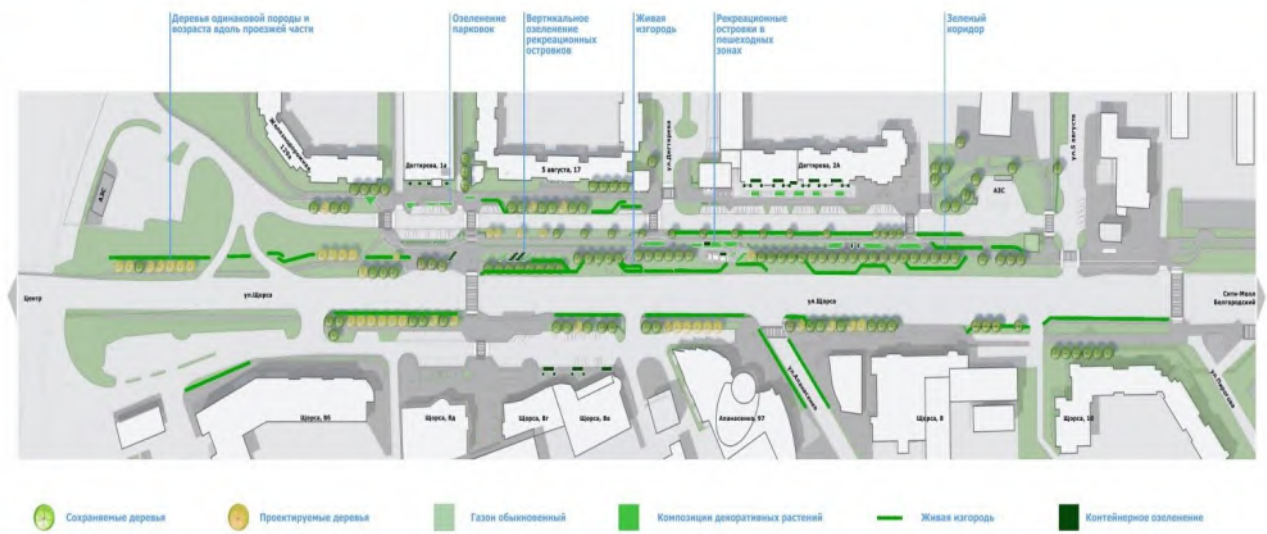 Деревья одинаковой породы и
возраста вдоль проезжей части
Озеленение
парковок
Вертикальное
озеленение
рекреационных
островков
Живая
изгородь
Рекреационные
островки в
пешеходных
зонах
Зеленый
коридор
АЗС
Дегтярева, 1а
5 августа, 17
ул.Дегтярева
Дегтярева, 2А
АЗС
ул.5 августа
Центр
ул.Щорса
ул.Щорса
Сити-Молл
Белгородский
ул.Апанасенко
Щорса, 8д
Щорса, 8г
Щорса, 8в
Апанасенко, 97
Щорса, 8
Щорса, 10
Сохраняемые деревья
Проектируемые деревья
Газон обыкновенный
Композиции декоративных растений
Живая изгородь
Контейнерное озеленение